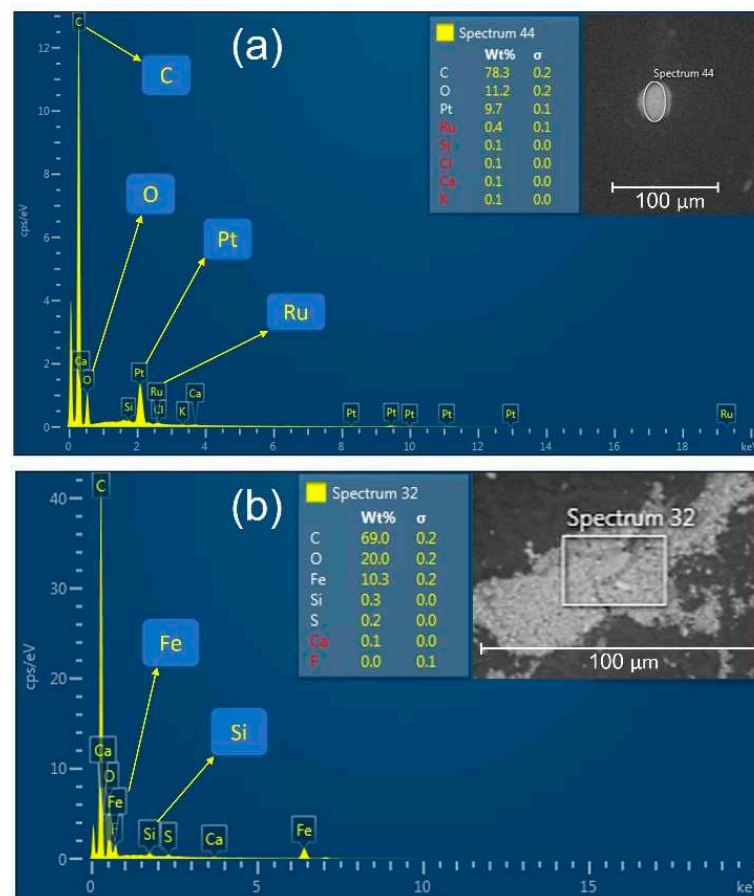 (a)
C
O
Pt
Ru
Spectrum 44
Wt% σ
C 78.3 0.2
O 11.2 0.2
Pt 9.7 0.1
Ru 0.4 0.1
Si 0.1 0.0
Cl 0.1 0.0
Ca 0.1 0.0
K 0.1 0.0
Spectrum 44
100 µm
cps/eV
12
10
8
6
4
2
0
C
Ca
O
Si
Pt
Ru
Cl
K
Ca
Pt
Pt
Pt
Pt
Pt
Ru
0 2 4 6 8 10 12 14 16 18 keV
(b)
C
Fe
Si
Spectrum 32
Wt% σ
C 69.0 0.2
O 20.0 0.2
Fe 10.3 0.2
Si 0.3 0.0
S 0.2 0.0
Ca 0.1 0.0
F 0.0 0.1
Spectrum 32
100 µm
cps/eV
40
30
20
10
0
Ca
O
Fe
F
Si
S
Ca
Fe
0 5 10 15 keV